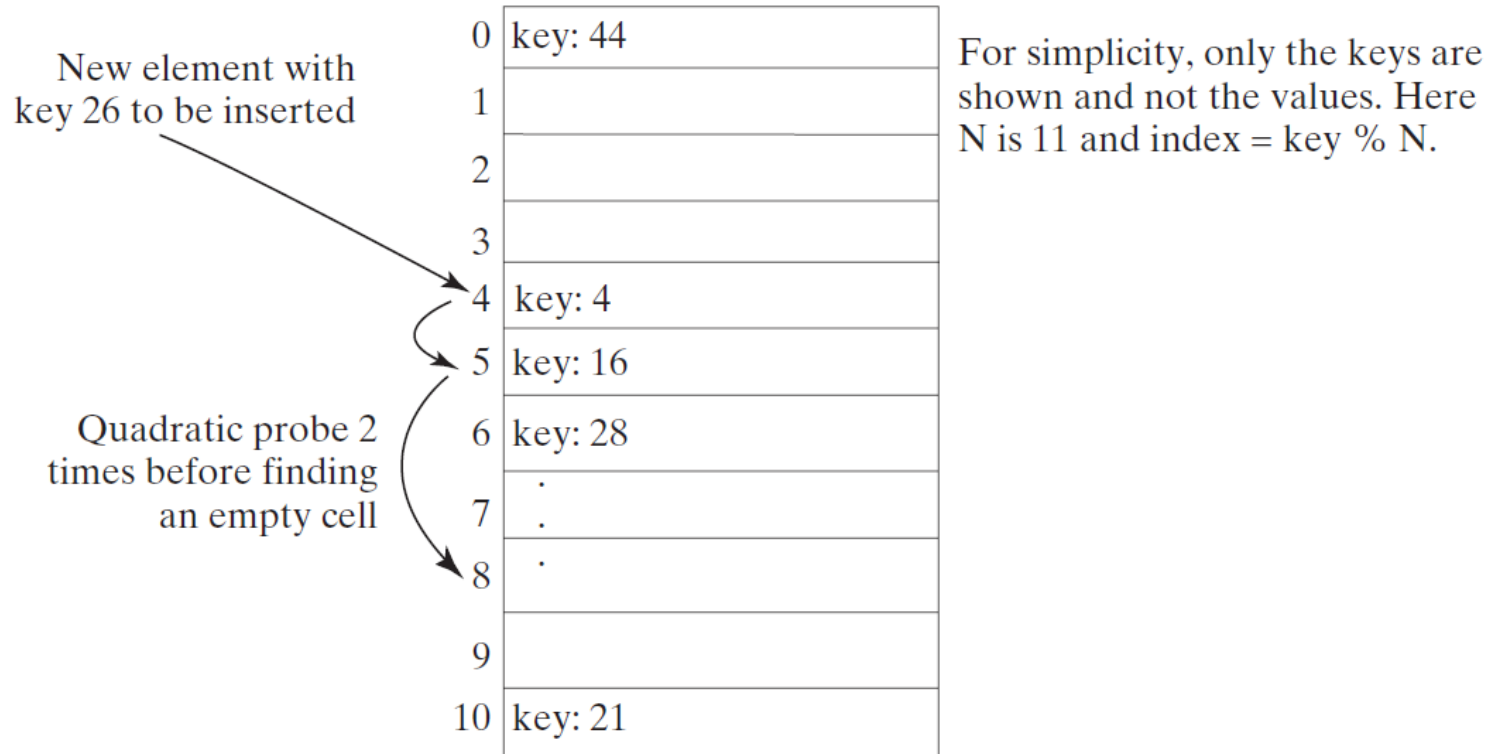 New element with
key 26 to be inserted
0 key: 44
1
2
3
4 key: 4
5 key: 16
6 key: 28
7 .
.
8 .
9
10 key: 21
Quadratic probe 2
times before finding
an empty cell
For simplicity, only the keys are
shown and not the values. Here
N is 11 and index = key % N.